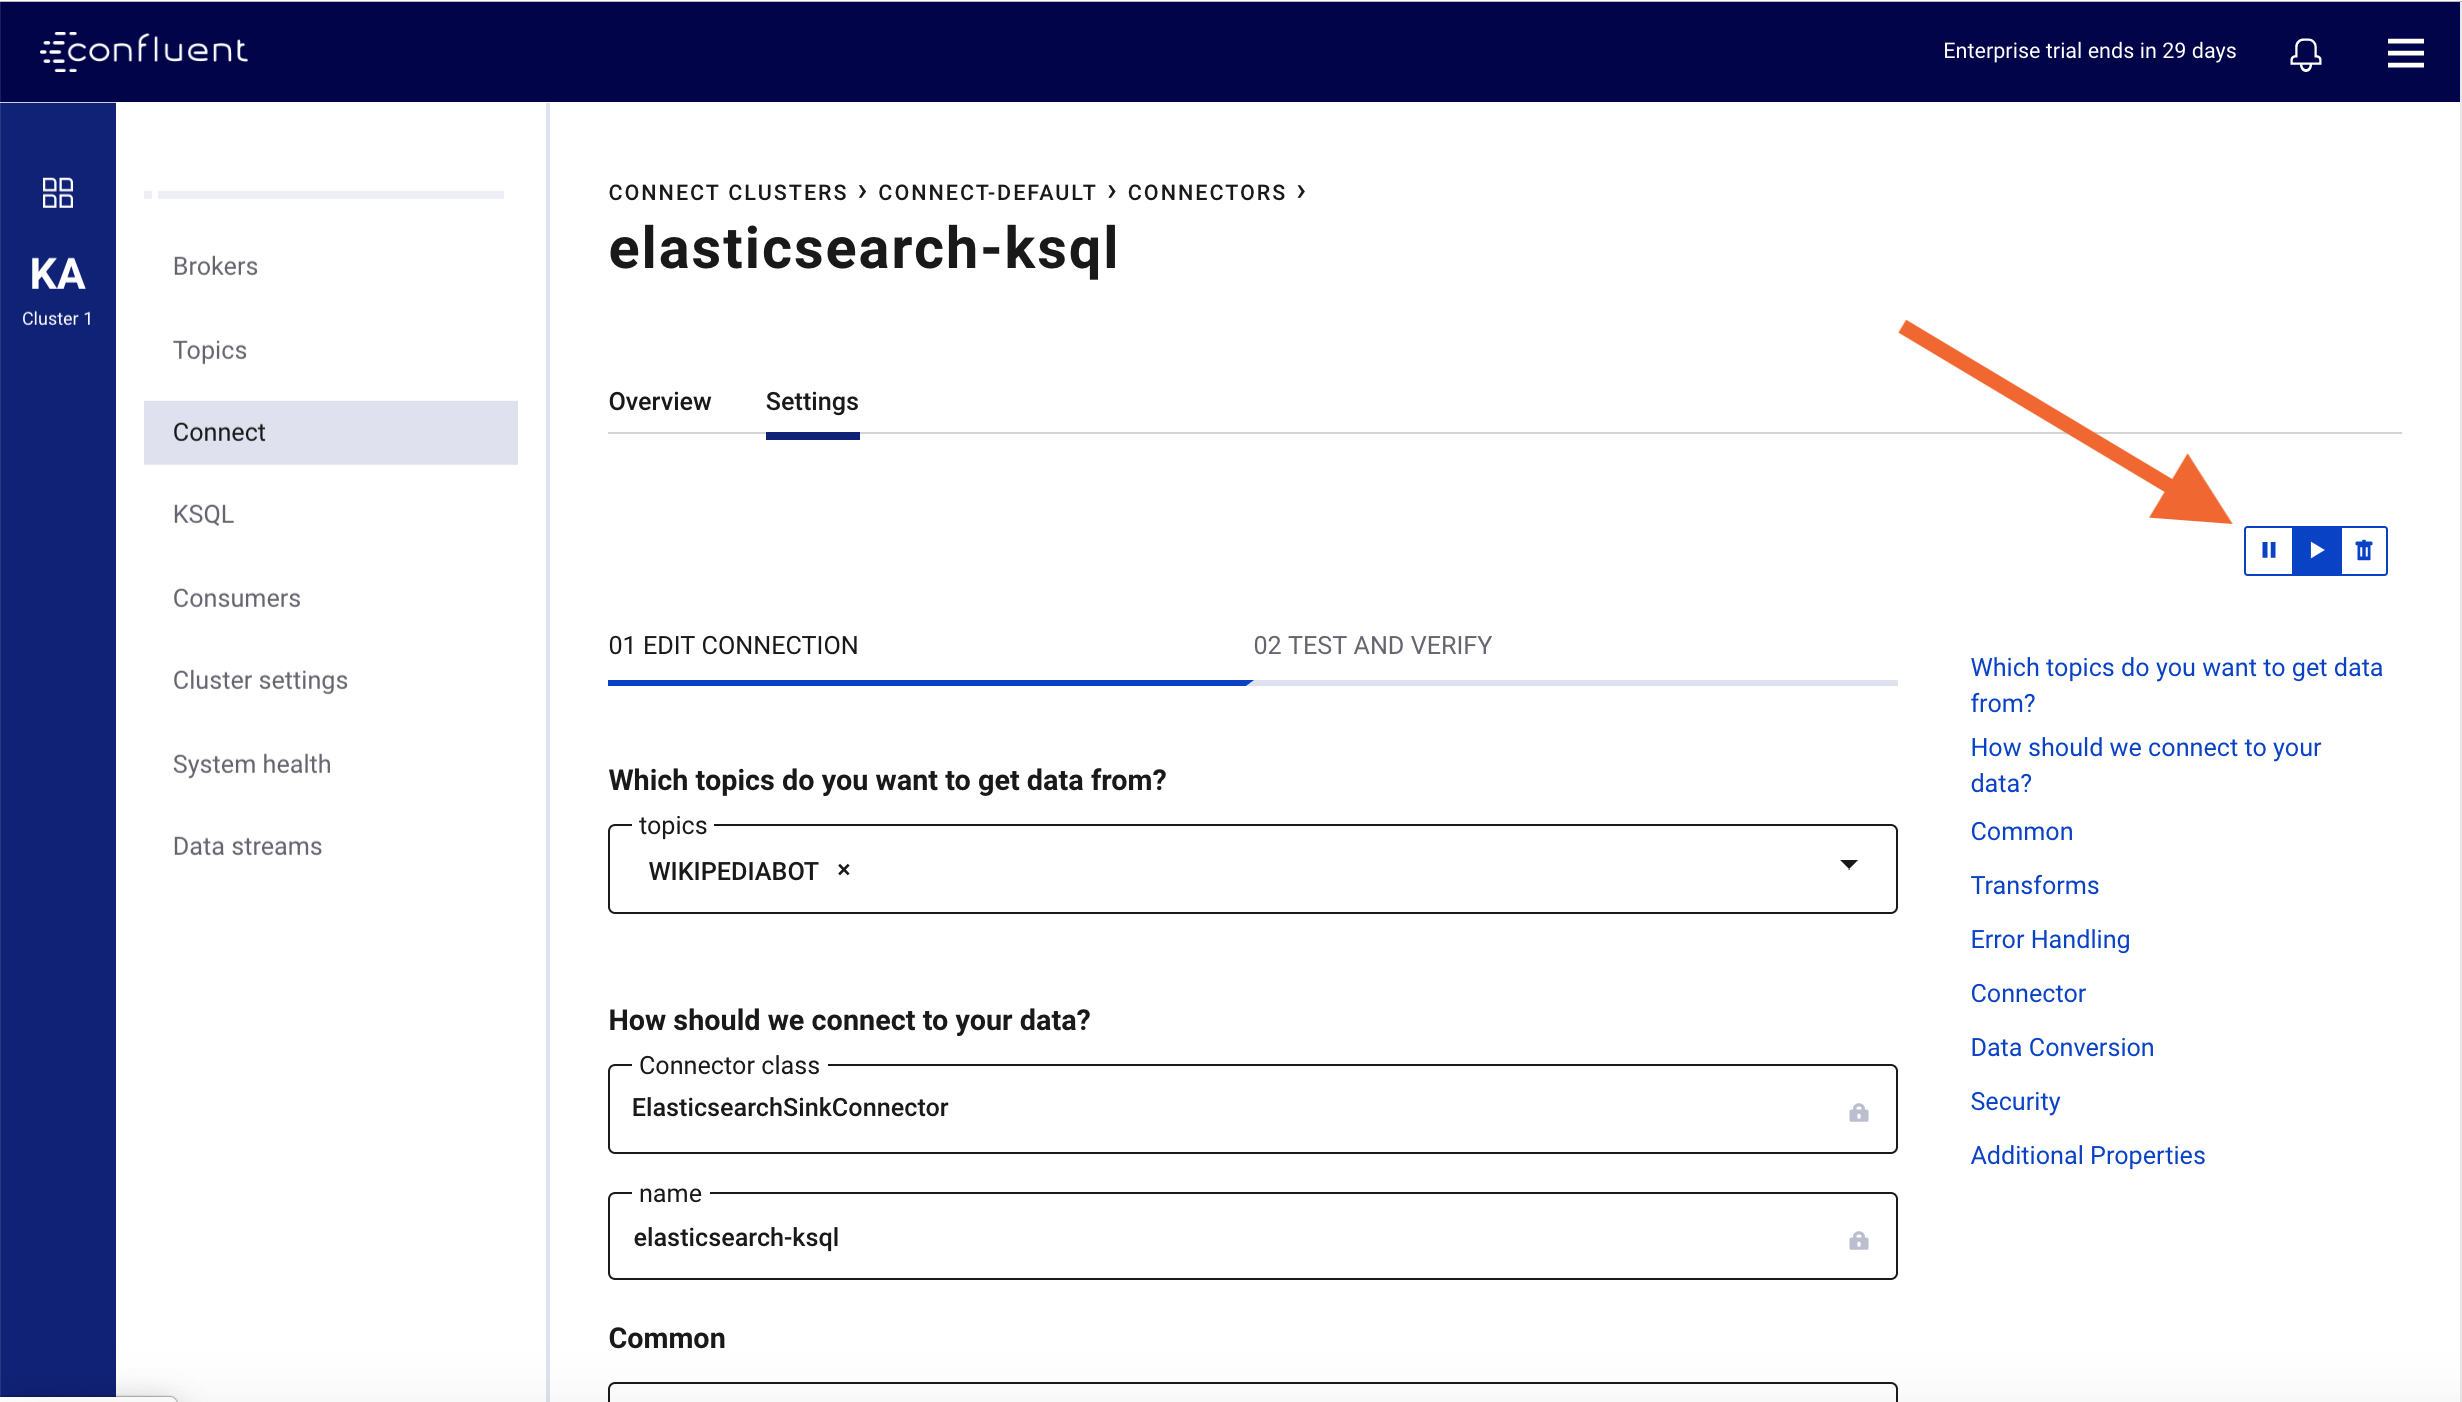 confluent
Enterprise trial ends in 29 days
KA
Cluster 1
Brokers
Topics
Connect
KSQL
Consumers
Cluster settings
System health
Data streams
CONNECT CLUSTERS › CONNECT-DEFAULT › CONNECTORS ›
elasticsearch-ksql
Overview
Settings
01 EDIT CONNECTION
02 TEST AND VERIFY
Which topics do you want to get data from?
topics
WIKIPEDIABOT ×
How should we connect to your data?
Connector class
ElasticsearchSinkConnector
name
elasticsearch-ksql
Common
Which topics do you want to get data
from?
How should we connect to your
data?
Common
Transforms
Error Handling
Connector
Data Conversion
Security
Additional Properties